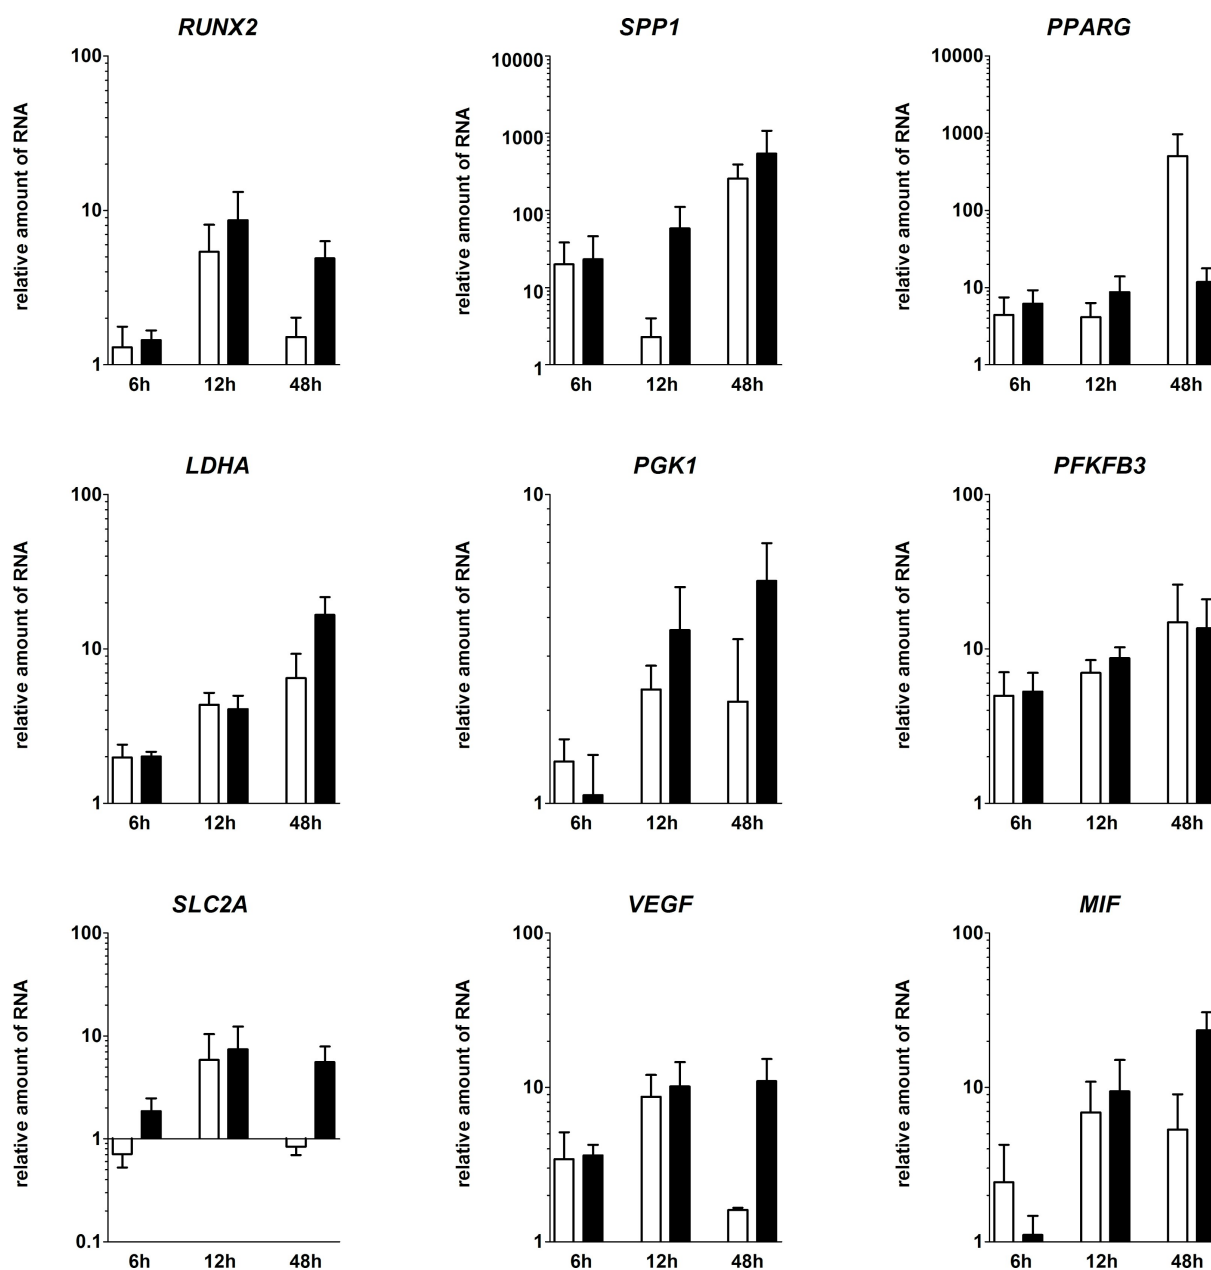 RUNX2
SPP1
PPARG
relative amount of RNA
100
10
1
6h 12h 48h
relative amount of RNA
10000
1000
100
10
1
6h 12h 48h
relative amount of RNA
10000
1000
100
10
1
6h 12h 48h
LDHA
PGK1
PFKFB3
relative amount of RNA
100
10
1
6h 12h 48h
relative amount of RNA
10
1
6h 12h 48h
relative amount of RNA
100
10
1
6h 12h 48h
SLC2A
VEGF
MIF
relative amount of RNA
100
10
1
0.1
6h 12h 48h
relative amount of RNA
100
10
1
6h 12h 48h
relative amount of RNA
100
10
1
6h 12h 48h